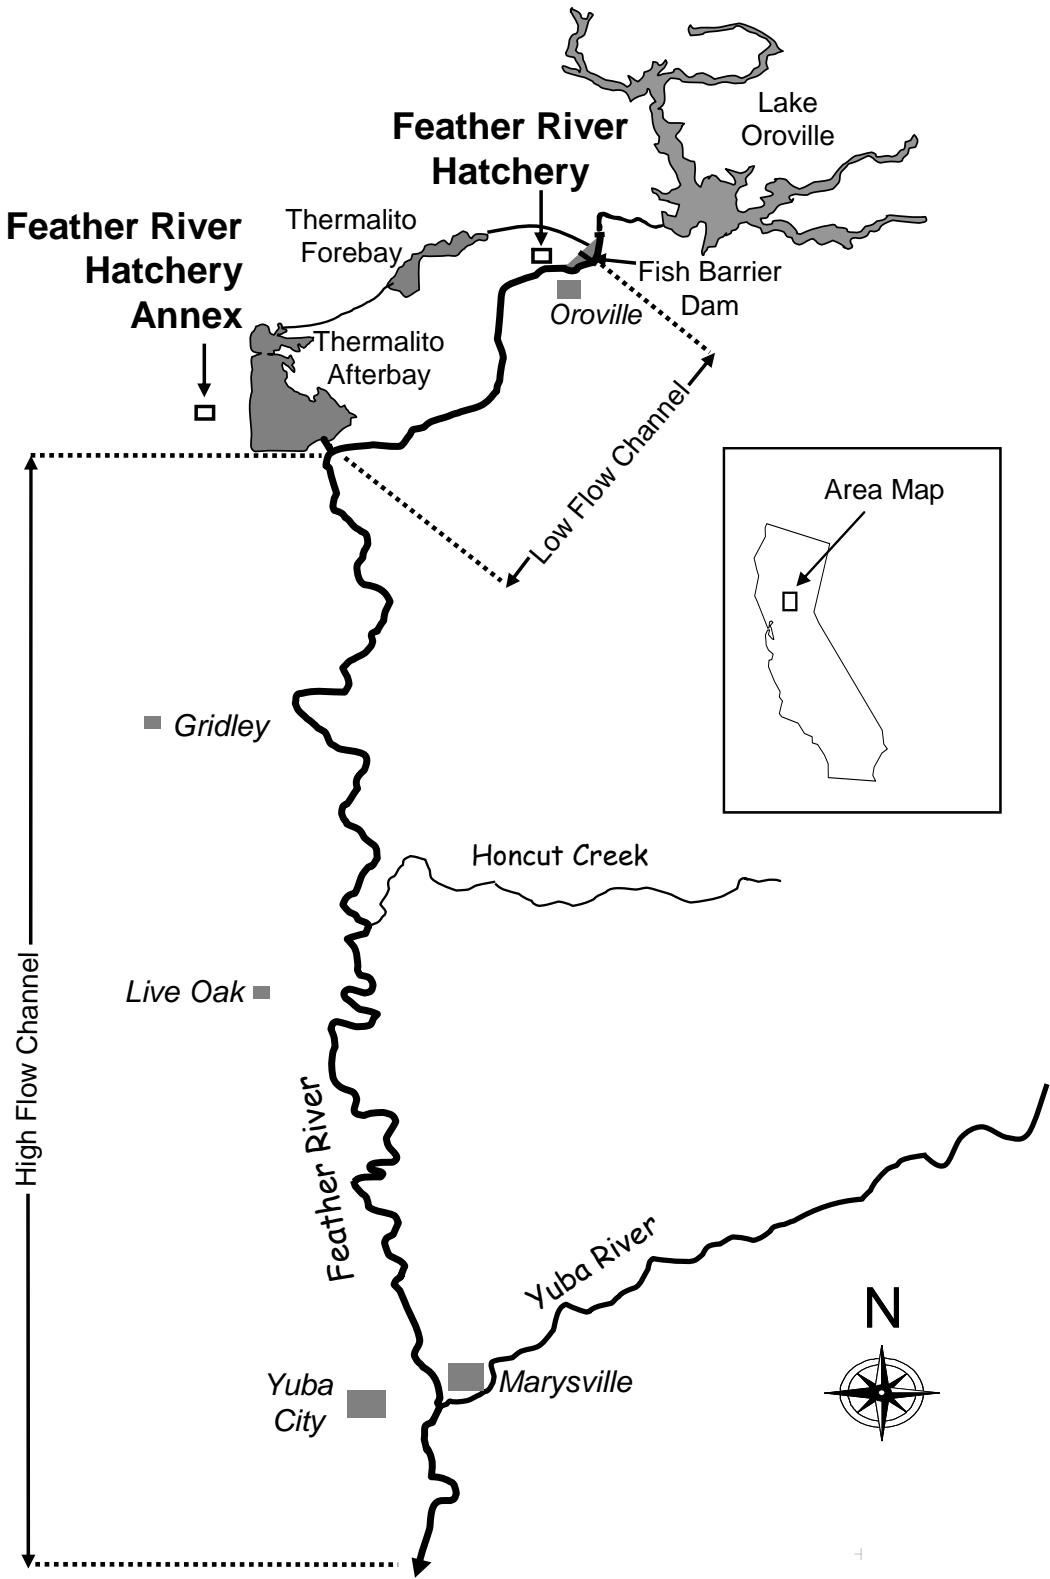 Lake
Oroville
Feather River
Hatchery
Feather River
Hatchery
Annex
Thermalito
Forebay
Fish Barrier
Dam
Oroville
Thermalito
Afterbay
Low Flow Channel
Area Map
Gridley
Honcut Creek
High Flow Channel
Live Oak
Feather River
Yuba River
N
Yuba
City
Marysville